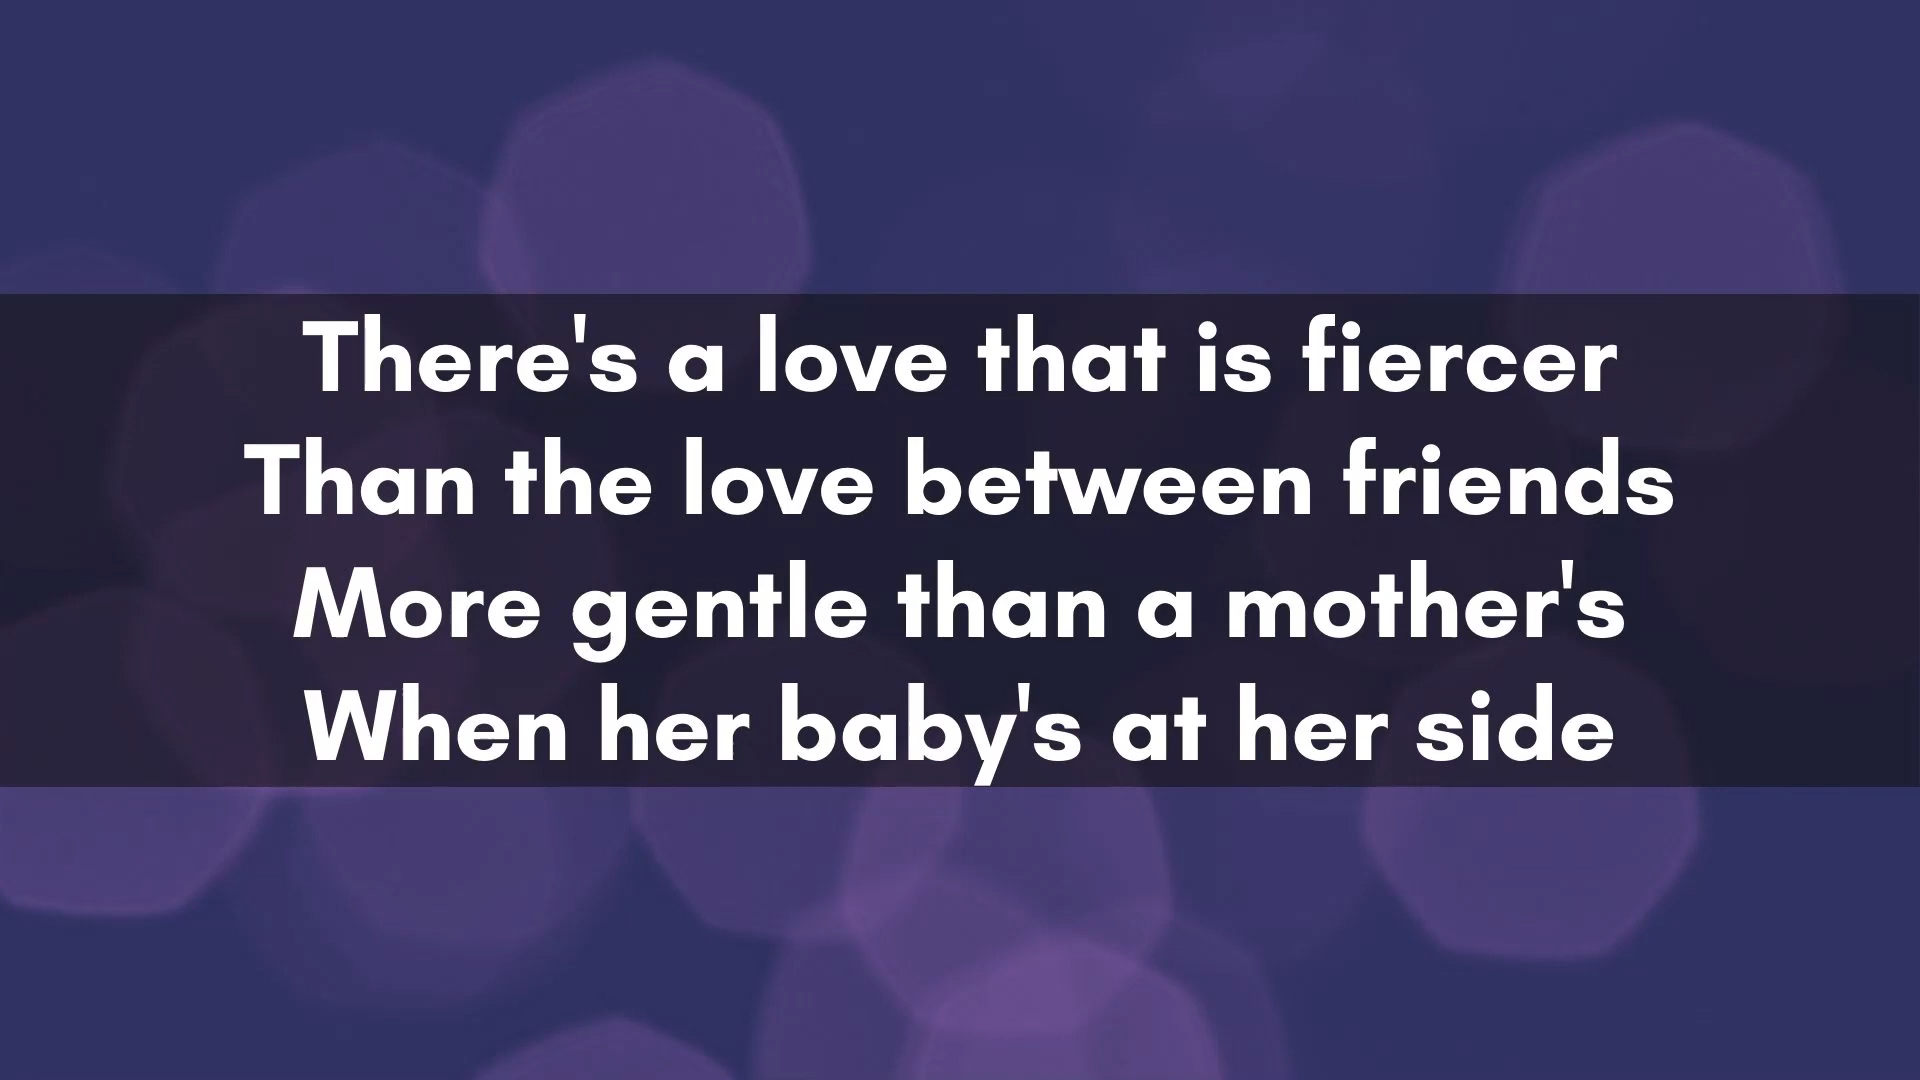 There's a love that is fiercer
Than the love between friends
More gentle than a mother's
When her baby's at her side